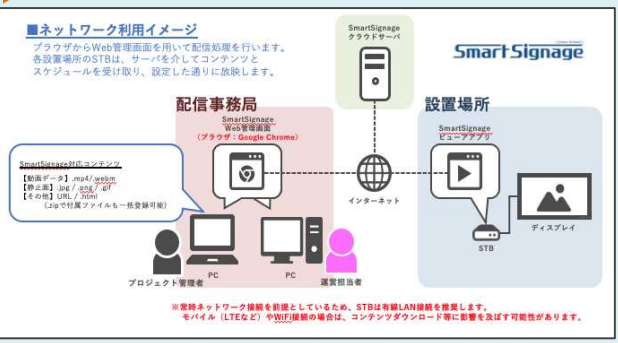 ■ネットワーク利用イメージ
ブラウザからWeb管理画面を用いて配信処理を行います。
各設置場所のSTBは、サーバを介してコンテンツと
スケジュールを受け取り、設定した通りに放映します。
SmartSignage
クラウドサーバ
SmartSignage
配信事務局
設置場所
SmartSignage
Web管理画面
（ブラウザ：Google Chrome）
SmartSignage
ビューアアプリ
SmartSignage対応コンテンツ
【動画データ】.mp4/.webm
【静止画】.jpg / .png / .gif
【その他】URL / .html
（.zipで付属ファイルも一括登録可能）
インターネット
ディスプレイ
STB
PC
PC
プロジェクト管理者
運営担当者
※常時ネットワーク接続を前提としているため、STBは有線LAN接続を推奨します。
モバイル（LTEなど）やWiFi接続の場合は、コンテンツダウンロード等に影響を及ぼす可能性があります。